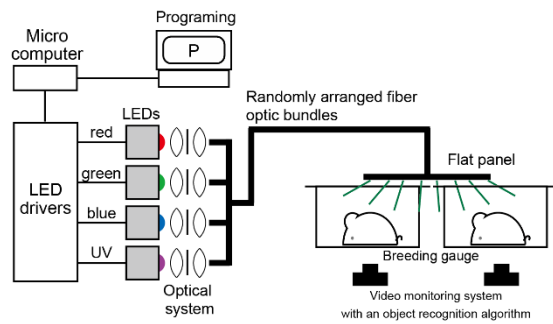 Programing
P
Micro
computer
LEDs
red
green
blue
UV
LED
drivers
Optical
system
Randomly arranged fiber
optic bundles
Flat panel
Breeding gauge
Video monitoring system
with an object recognition algorithm